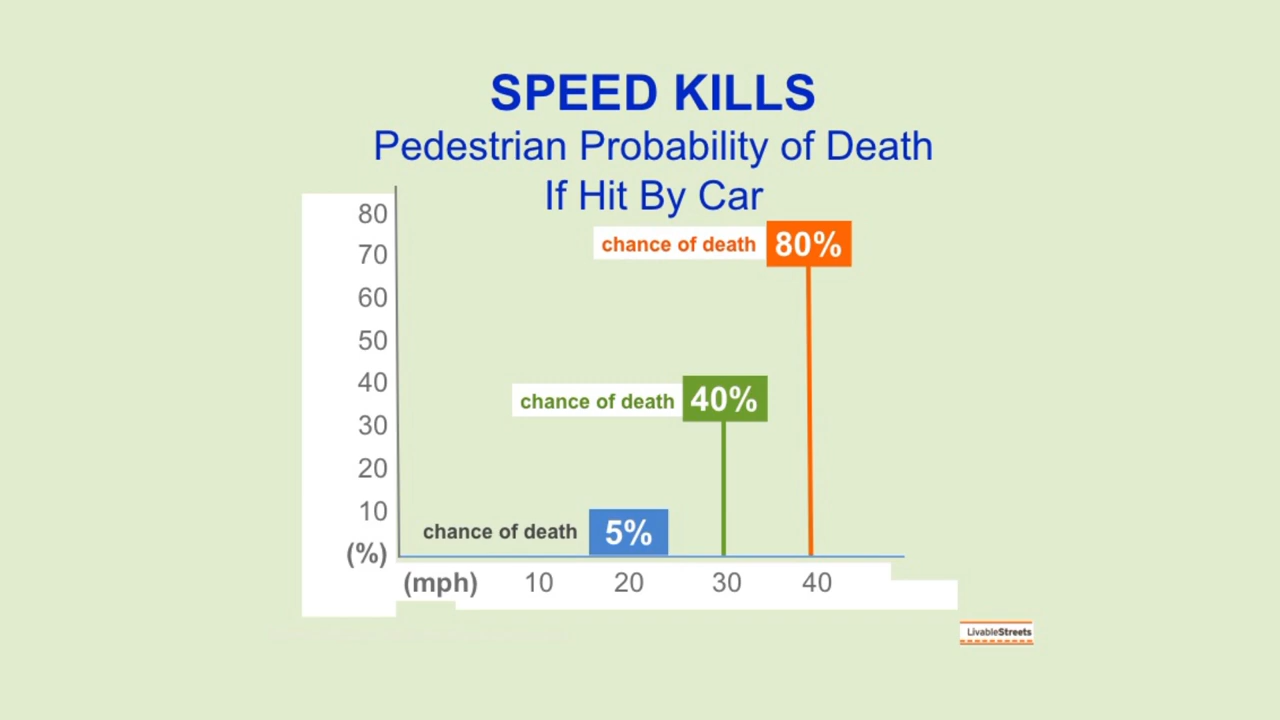 SPEED KILLS
Pedestrian Probability of Death
If Hit By Car
80
chance of death 80%
70
60
50
40
chance of death 40%
30
20
10
chance of death 5%
(%)
(mph) 10 20 30 40
LivableStreets